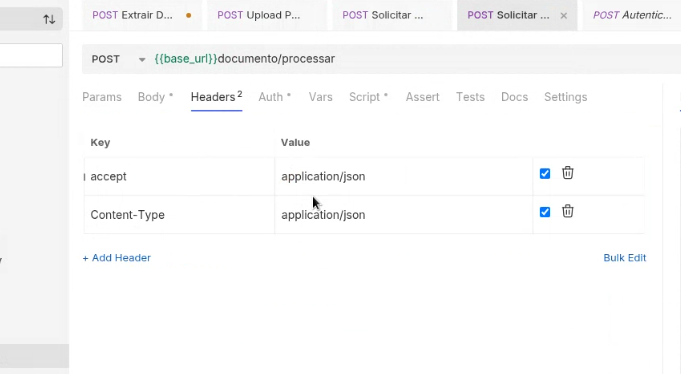 POST Extrair D... POST Upload P... POST Solicitar ... POST Solicitar ... × POST Autentic...
POST {{base_url}}documento/processar
Params Body * Headers 2 Auth * Vars Script * Assert Tests Docs Settings
Key Value
accept application/json
Content-Type application/json
+ Add Header Bulk Edit